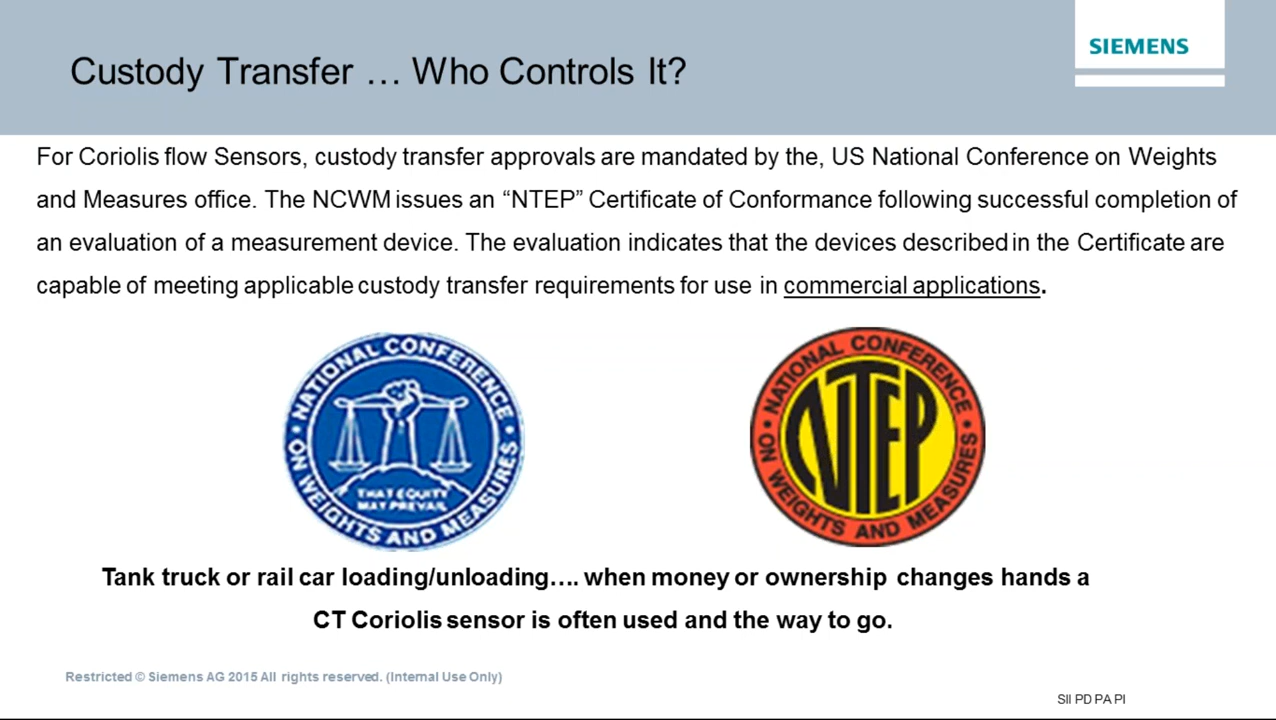 SIEMENS
Custody Transfer … Who Controls It?
For Coriolis flow Sensors, custody transfer approvals are mandated by the, US National Conference on Weights
and Measures office. The NCWM issues an “NTEP” Certificate of Conformance following successful completion of
an evaluation of a measurement device. The evaluation indicates that the devices described in the Certificate are
capable of meeting applicable custody transfer requirements for use in commercial applications.
NATIONAL CONFERENCE
ON WEIGHTS AND MEASURES
THAT EQUITY
MAY PREVAIL
NATIONAL CONFERENCE
NTEP
ON WEIGHTS AND MEASURES
Tank truck or rail car loading/unloading…. when money or ownership changes hands a
CT Coriolis sensor is often used and the way to go.
Restricted © Siemens AG 2015 All rights reserved. (Internal Use Only)
SII PD PA PI